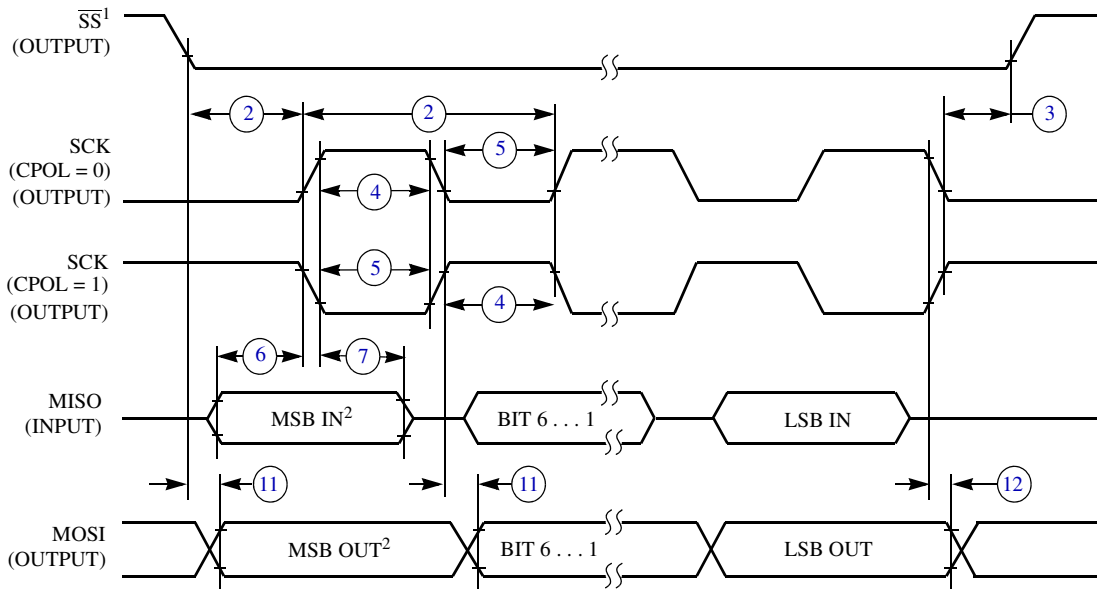 SS¹
(OUTPUT)
2
2
3
SCK
(CPOL = 0)
(OUTPUT)
5
4
SCK
(CPOL = 1)
(OUTPUT)
5
4
6
7
MISO
(INPUT)
MSB IN²
BIT 6 . . . 1
LSB IN
11
11
12
MOSI
(OUTPUT)
MSB OUT²
BIT 6 . . . 1
LSB OUT